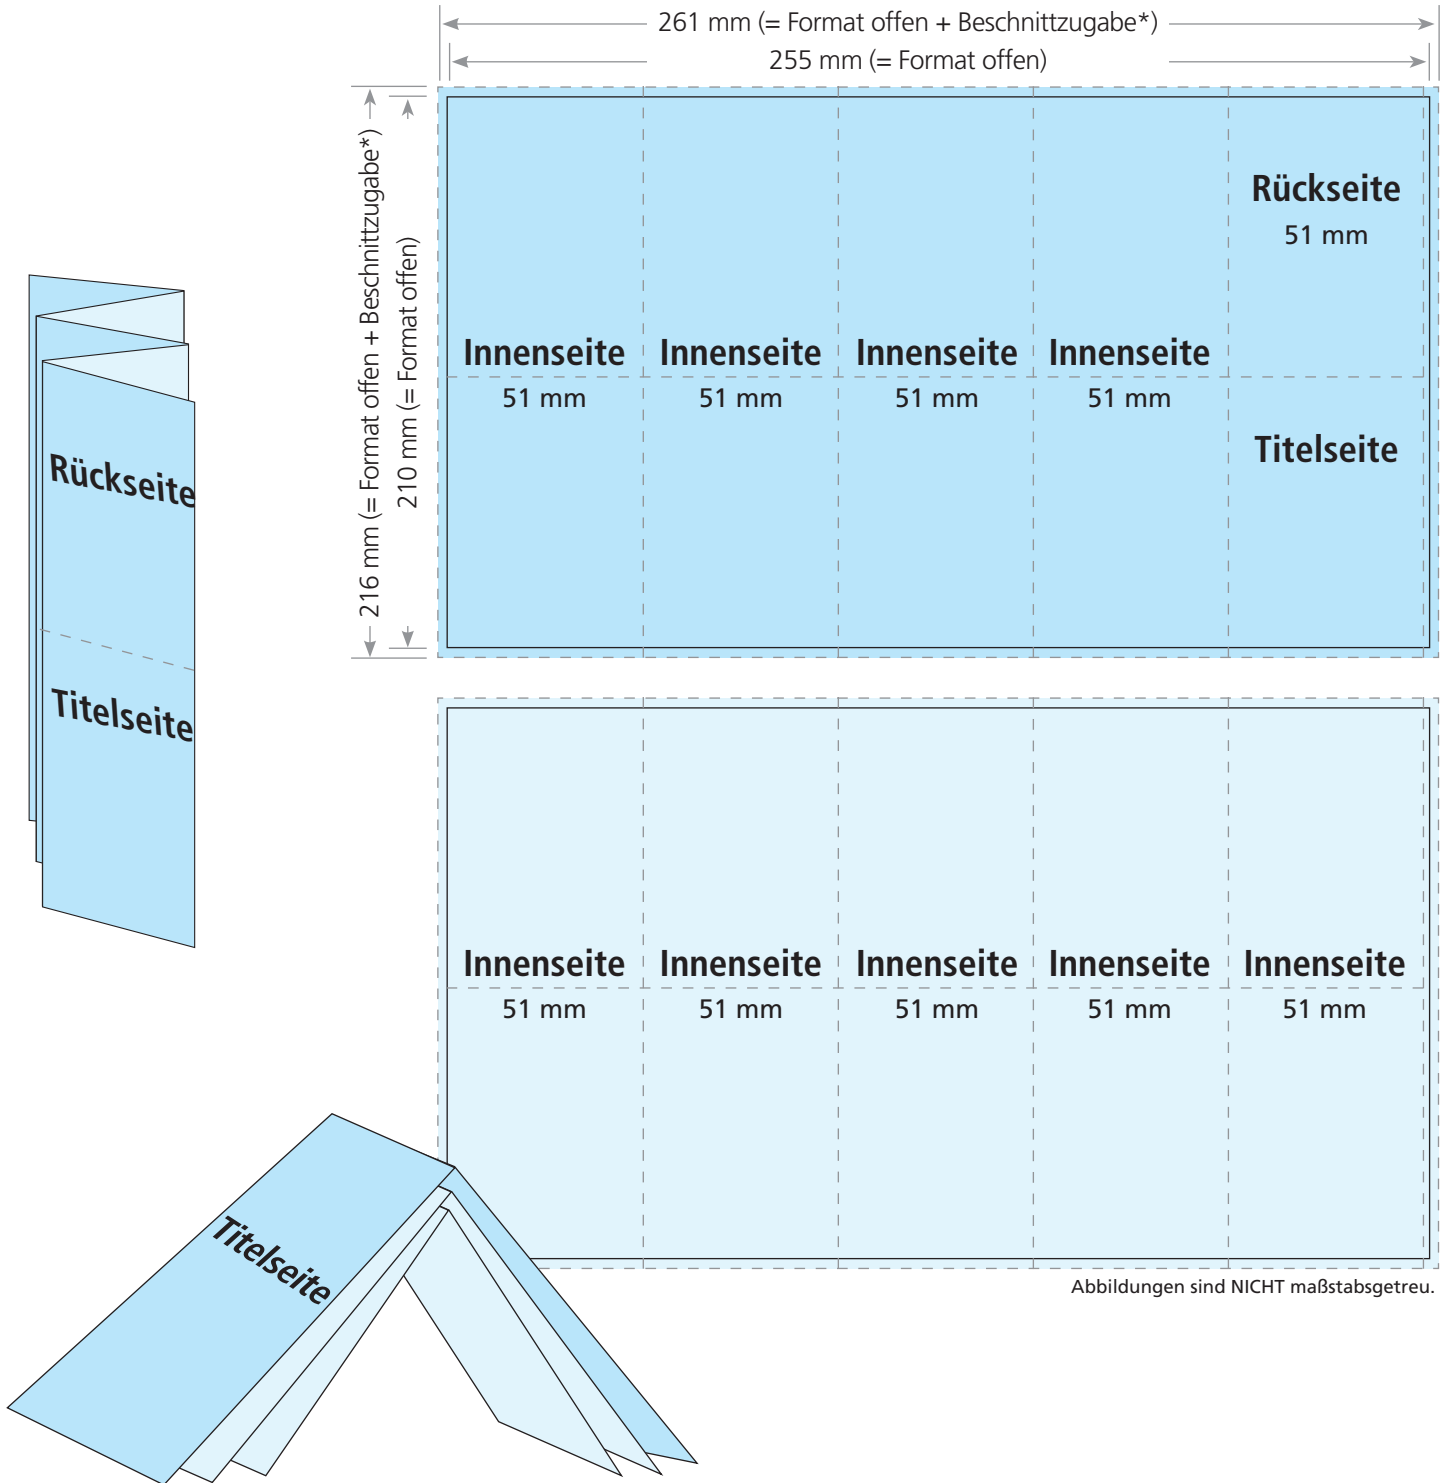 261 mm (= Format offen + Beschnittzugabe*)
255 mm (= Format offen)
216 mm (= Format offen + Beschnittzugabe*)
210 mm (= Format offen)
Rückseite
51 mm
Innenseite Innenseite Innenseite Innenseite
51 mm 51 mm 51 mm 51 mm
Titelseite
Rückseite
Titelseite
Innenseite Innenseite Innenseite Innenseite Innenseite
51 mm 51 mm 51 mm 51 mm 51 mm
Titelseite
Abbildungen sind NICHT maßstabsgetreu.